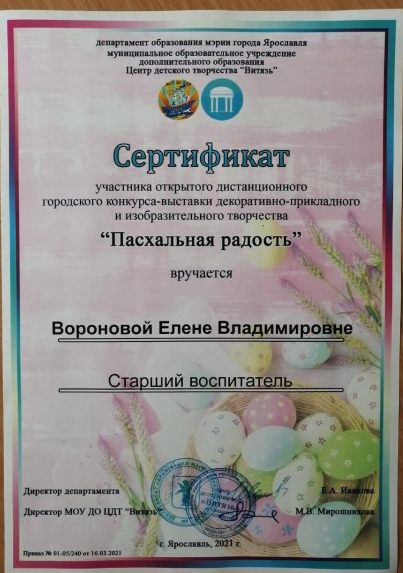 департамент образования мэрии города Ярославля
муниципальное образовательное учреждение
дополнительного образования
Центр детского творчества "Витязь"
Сертификат
участника открытого дистанционного
городского конкурса-выставки декоративно-прикладного
и изобразительного творчества
"Пасхальная радость"
вручается
Вороновой Елене Владимировне
Старший воспитатель
Директор департамента Е.А. Иванова
Директор МОУ ДО ЦДТ "Витязь" М.В. Мирошникова
г. Ярославль, 2021 г.
Приказ № 01-05/240 от 16.03.2021